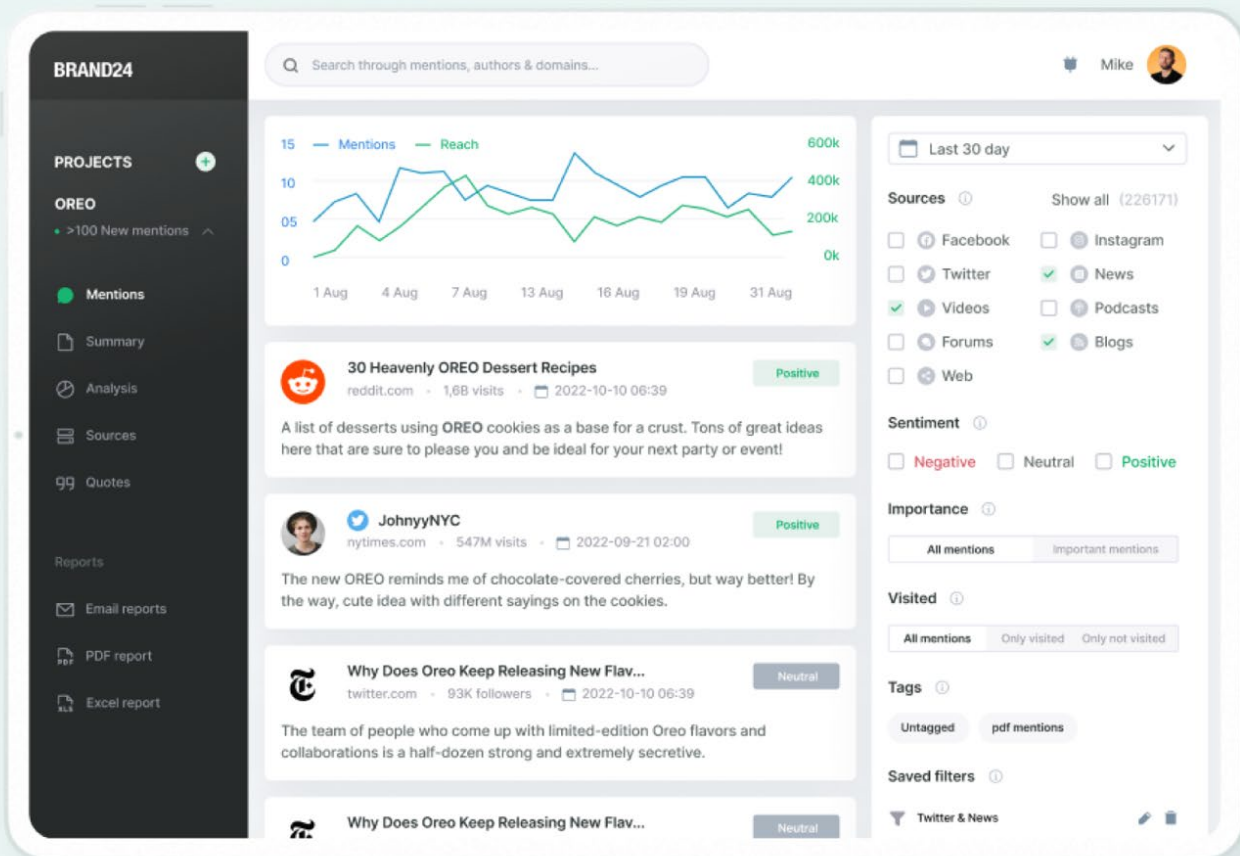 BRAND24
Search through mentions, authors & domains...
Mike
PROJECTS
OREO
>100 New mentions
Mentions
Summary
Analysis
Sources
Quotes
Reports
Email reports
PDF report
Excel report
15 Mentions Reach 600k
10 400k
05 200k
0 0k
1 Aug 4 Aug 7 Aug 13 Aug 16 Aug 19 Aug 31 Aug
30 Heavenly OREO Dessert Recipes
Positive
reddit.com • 1,6B visits • 2022-10-10 06:39
A list of desserts using OREO cookies as a base for a crust. Tons of great ideas
here that are sure to please you and be ideal for your next party or event!
JohnyyNYC
Positive
nytimes.com • 547M visits • 2022-09-21 02:00
The new OREO reminds me of chocolate-covered cherries, but way better! By
the way, cute idea with different sayings on the cookies.
Why Does Oreo Keep Releasing New Flav...
Neutral
twitter.com • 93K followers • 2022-10-10 06:39
The team of people who come up with limited-edition Oreo flavors and
collaborations is a half-dozen strong and extremely secretive.
Why Does Oreo Keep Releasing New Flav...
Neutral
Last 30 day
Sources Show all (226171)
Facebook Instagram
Twitter News
Videos Podcasts
Forums Blogs
Web
Sentiment
Negative Neutral Positive
Importance
All mentions Important mentions
Visited
All mentions Only visited Only not visited
Tags
Untagged pdf mentions
Saved filters
Twitter & News